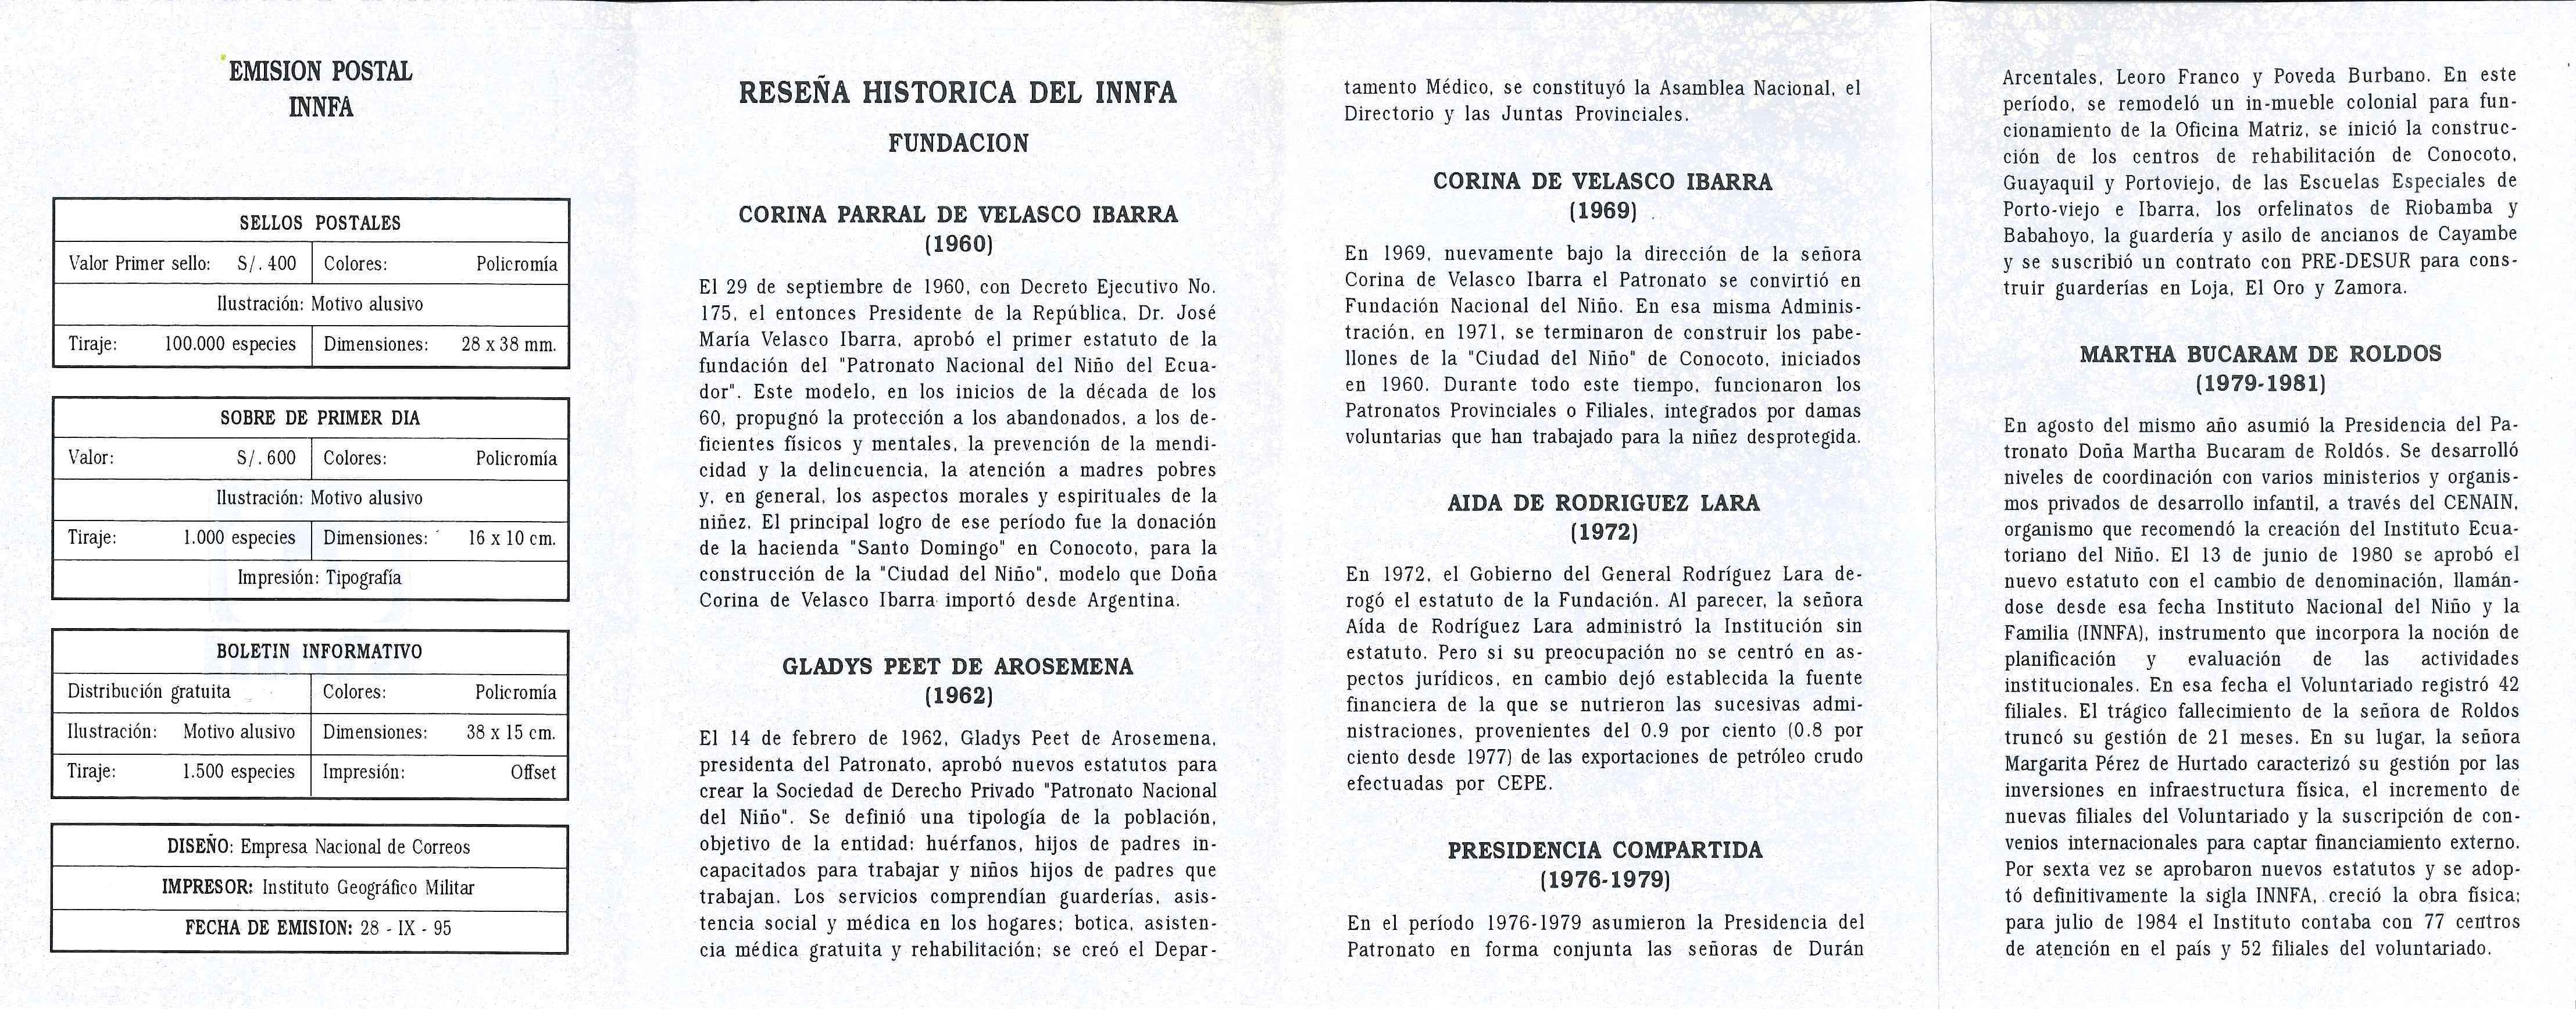 EMISION POSTAL
INNFA
SELLOS POSTALES
Valor Primer sello: S/. 400 Colores: Policromía
Ilustración: Motivo alusivo
Tiraje: 100.000 especies Dimensiones: 28 x 38 mm.
SOBRE DE PRIMER DIA
Valor: S/. 600 Colores: Policromía
Ilustración: Motivo alusivo
Tiraje: 1.000 especies Dimensiones: 16 x 10 cm.
Impresión: Tipografía
BOLETIN INFORMATIVO
Distribución gratuita Colores: Policromía
Ilustración: Motivo alusivo Dimensiones: 38 x 15 cm.
Tiraje: 1.500 especies Impresión: Offset
DISEÑO: Empresa Nacional de Correos
IMPRESOR: Instituto Geográfico Militar
FECHA DE EMISION: 28 - IX - 95
RESEÑA HISTORICA DEL INNFA
FUNDACION
CORINA PARRAL DE VELASCO IBARRA
(1960)
El 29 de septiembre de 1960, con Decreto Ejecutivo No.
175, el entonces Presidente de la República, Dr. José
María Velasco Ibarra, aprobó el primer estatuto de la
fundación del "Patronato Nacional del Niño del Ecua-
dor". Este modelo, en los inicios de la década de los
60, propugnó la protección a los abandonados, a los de-
ficientes físicos y mentales, la prevención de la mendi-
cidad y la delincuencia, la atención a madres pobres
y, en general, los aspectos morales y espirituales de la
niñez. El principal logro de ese período fue la donación
de la hacienda "Santo Domingo" en Conocoto, para la
construcción de la "Ciudad del Niño", modelo que Doña
Corina de Velasco Ibarra importó desde Argentina.
GLADYS PEET DE AROSEMENA
(1962)
El 14 de febrero de 1962, Gladys Peet de Arosemena,
presidenta del Patronato, aprobó nuevos estatutos para
crear la Sociedad de Derecho Privado "Patronato Nacional
del Niño". Se definió una tipología de la población,
objetivo de la entidad: huérfanos, hijos de padres in-
capacitados para trabajar y niños hijos de padres que
trabajan. Los servicios comprendían guarderías, asis-
tencia social y médica en los hogares; botica, asisten-
cia médica gratuita y rehabilitación; se creó el Depar-
tamento Médico, se constituyó la Asamblea Nacional, el
Directorio y las Juntas Provinciales.
CORINA DE VELASCO IBARRA
(1969)
En 1969, nuevamente bajo la dirección de la señora
Corina de Velasco Ibarra el Patronato se convirtió en
Fundación Nacional del Niño. En esa misma Adminis-
tración, en 1971, se terminaron de construir los pabe-
llones de la "Ciudad del Niño" de Conocoto, iniciados
en 1960. Durante todo este tiempo, funcionaron los
Patronatos Provinciales o Filiales, integrados por damas
voluntarias que han trabajado para la niñez desprotegida.
AIDA DE RODRIGUEZ LARA
(1972)
En 1972, el Gobierno del General Rodríguez Lara de-
rogó el estatuto de la Fundación. Al parecer, la señora
Aída de Rodríguez Lara administró la Institución sin
estatuto. Pero si su preocupación no se centró en as-
pectos jurídicos, en cambio dejó establecida la fuente
financiera de la que se nutrieron las sucesivas admi-
nistraciones, provenientes del 0.9 por ciento (0.8 por
ciento desde 1977) de las exportaciones de petróleo crudo
efectuadas por CEPE.
PRESIDENCIA COMPARTIDA
(1976-1979)
En el período 1976-1979 asumieron la Presidencia del
Patronato en forma conjunta las señoras de Durán
Arcentales, Leoro Franco y Poveda Burbano. En este
período, se remodeló un in-mueble colonial para fun-
cionamiento de la Oficina Matriz, se inició la construc-
ción de los centros de rehabilitación de Conocoto,
Guayaquil y Portoviejo, de las Escuelas Especiales de
Porto-viejo e Ibarra, los orfelinatos de Riobamba y
Babahoyo, la guardería y asilo de ancianos de Cayambe
y se suscribió un contrato con PRE-DESUR para cons-
truir guarderías en Loja, El Oro y Zamora.
MARTHA BUCARAM DE ROLDOS
(1979-1981)
En agosto del mismo año asumió la Presidencia del Pa-
tronato Doña Martha Bucaram de Roldós. Se desarrolló
niveles de coordinación con varios ministerios y organis-
mos privados de desarrollo infantil, a través del CENAIN,
organismo que recomendó la creación del Instituto Ecua-
toriano del Niño. El 13 de junio de 1980 se aprobó el
nuevo estatuto con el cambio de denominación, llamán-
dose desde esa fecha Instituto Nacional del Niño y la
Familia (INNFA), instrumento que incorpora la noción de
planificación y evaluación de las actividades
institucionales. En esa fecha el Voluntariado registró 42
filiales. El trágico fallecimiento de la señora de Roldos
truncó su gestión de 21 meses. En su lugar, la señora
Margarita Pérez de Hurtado caracterizó su gestión por las
inversiones en infraestructura física, el incremento de
nuevas filiales del Voluntariado y la suscripción de con-
venios internacionales para captar financiamiento externo.
Por sexta vez se aprobaron nuevos estatutos y se adop-
tó definitivamente la sigla INNFA, creció la obra física;
para julio de 1984 el Instituto contaba con 77 centros
de atención en el país y 52 filiales del voluntariado.